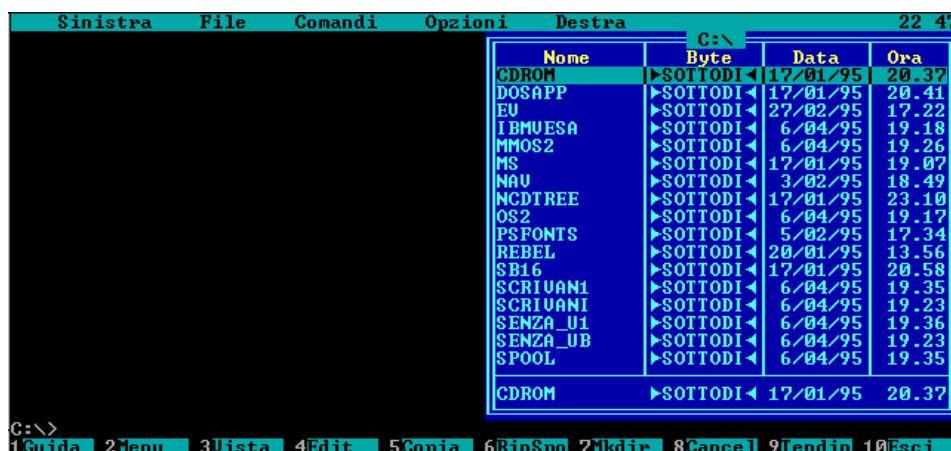 Sinistra File Comandi Opzioni Destra 22 47
C:\
Nome Byte Data Ora
CDROM ►SOTTODI◄ 17/01/95 20.37
DOSAPP ►SOTTODI◄ 17/01/95 20.41
EU ►SOTTODI◄ 27/02/95 17.22
IBMVESA ►SOTTODI◄ 6/04/95 19.18
MMOS2 ►SOTTODI◄ 6/04/95 19.26
MS ►SOTTODI◄ 17/01/95 19.07
NAV ►SOTTODI◄ 3/02/95 18.49
NCDTREE ►SOTTODI◄ 17/01/95 23.10
OS2 ►SOTTODI◄ 6/04/95 19.17
PSFONTS ►SOTTODI◄ 5/02/95 17.34
REBEL ►SOTTODI◄ 20/01/95 13.56
SB16 ►SOTTODI◄ 17/01/95 20.58
SCRIVAN1 ►SOTTODI◄ 6/04/95 19.35
SCRIVANI ►SOTTODI◄ 6/04/95 19.23
SENZA_U1 ►SOTTODI◄ 6/04/95 19.36
SENZA_UB ►SOTTODI◄ 6/04/95 19.23
SPOOL ►SOTTODI◄ 6/04/95 19.35
CDROM ►SOTTODI◄ 17/01/95 20.37
C:\>
1Guida 2Menu 3Vista 4Edit 5Copia 6RinSpo 7Mkdir 8Cancel 9Tendin 10Esci